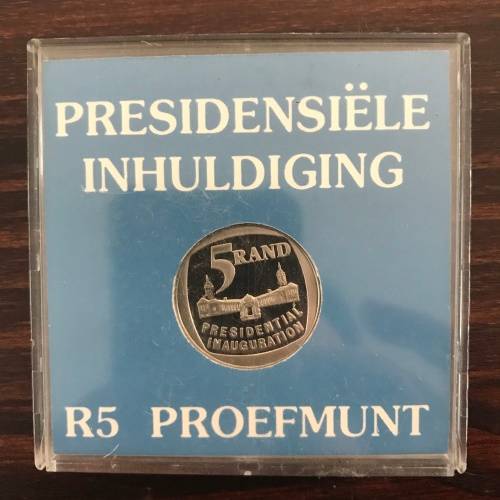 PRESIDENSIËLE
INHULDIGING
5 RAND
PRESIDENTIAL
INAUGURATION
R5 PROEFMUNT